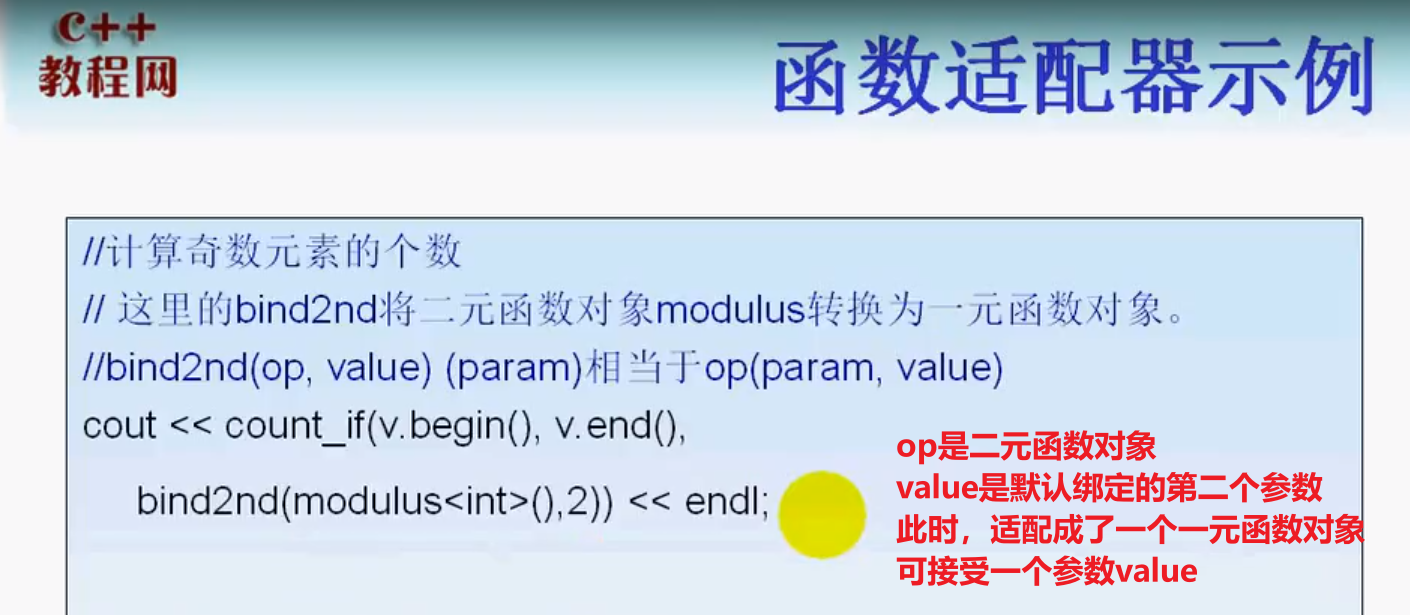 C++
教程网
函数适配器示例
//计算奇数元素的个数
// 这里的bind2nd将二元函数对象modulus转换为一元函数对象。
//bind2nd(op, value) (param)相当于op(param, value)
cout << count_if(v.begin(), v.end(),
bind2nd(modulus<int>(),2)) << endl;
op是二元函数对象
value是默认绑定的第二个参数
此时，适配成了一个一元函数对象
可接受一个参数value